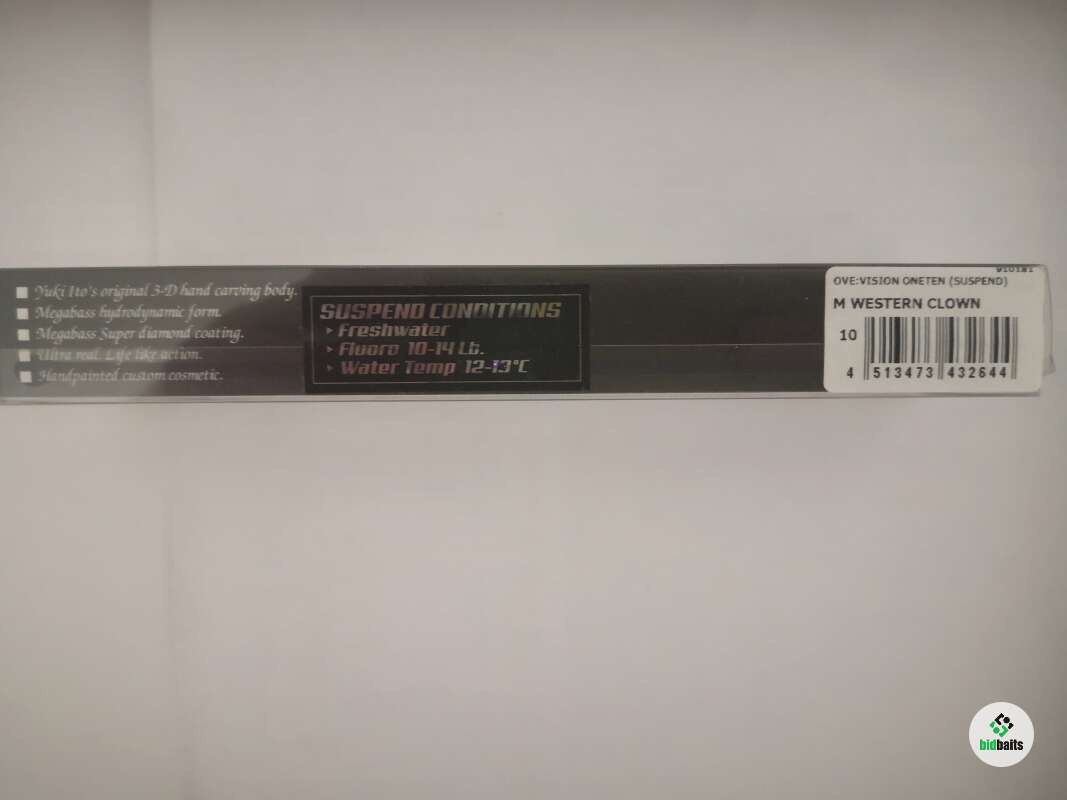 Yuki Ito's original 3-D hand carving body.
Megabass hydrodynamic form.
Megabass Super diamond coating.
Ultra real. Life like action.
Handpainted custom cosmetic.
SUSPEND CONDITIONS
Freshwater
Fluoro 10-14 Lb.
Water Temp 12-13°C
910181
OVE:VISION ONETEN (SUSPEND)
M WESTERN CLOWN
10
4 513473 432644
bidbaits